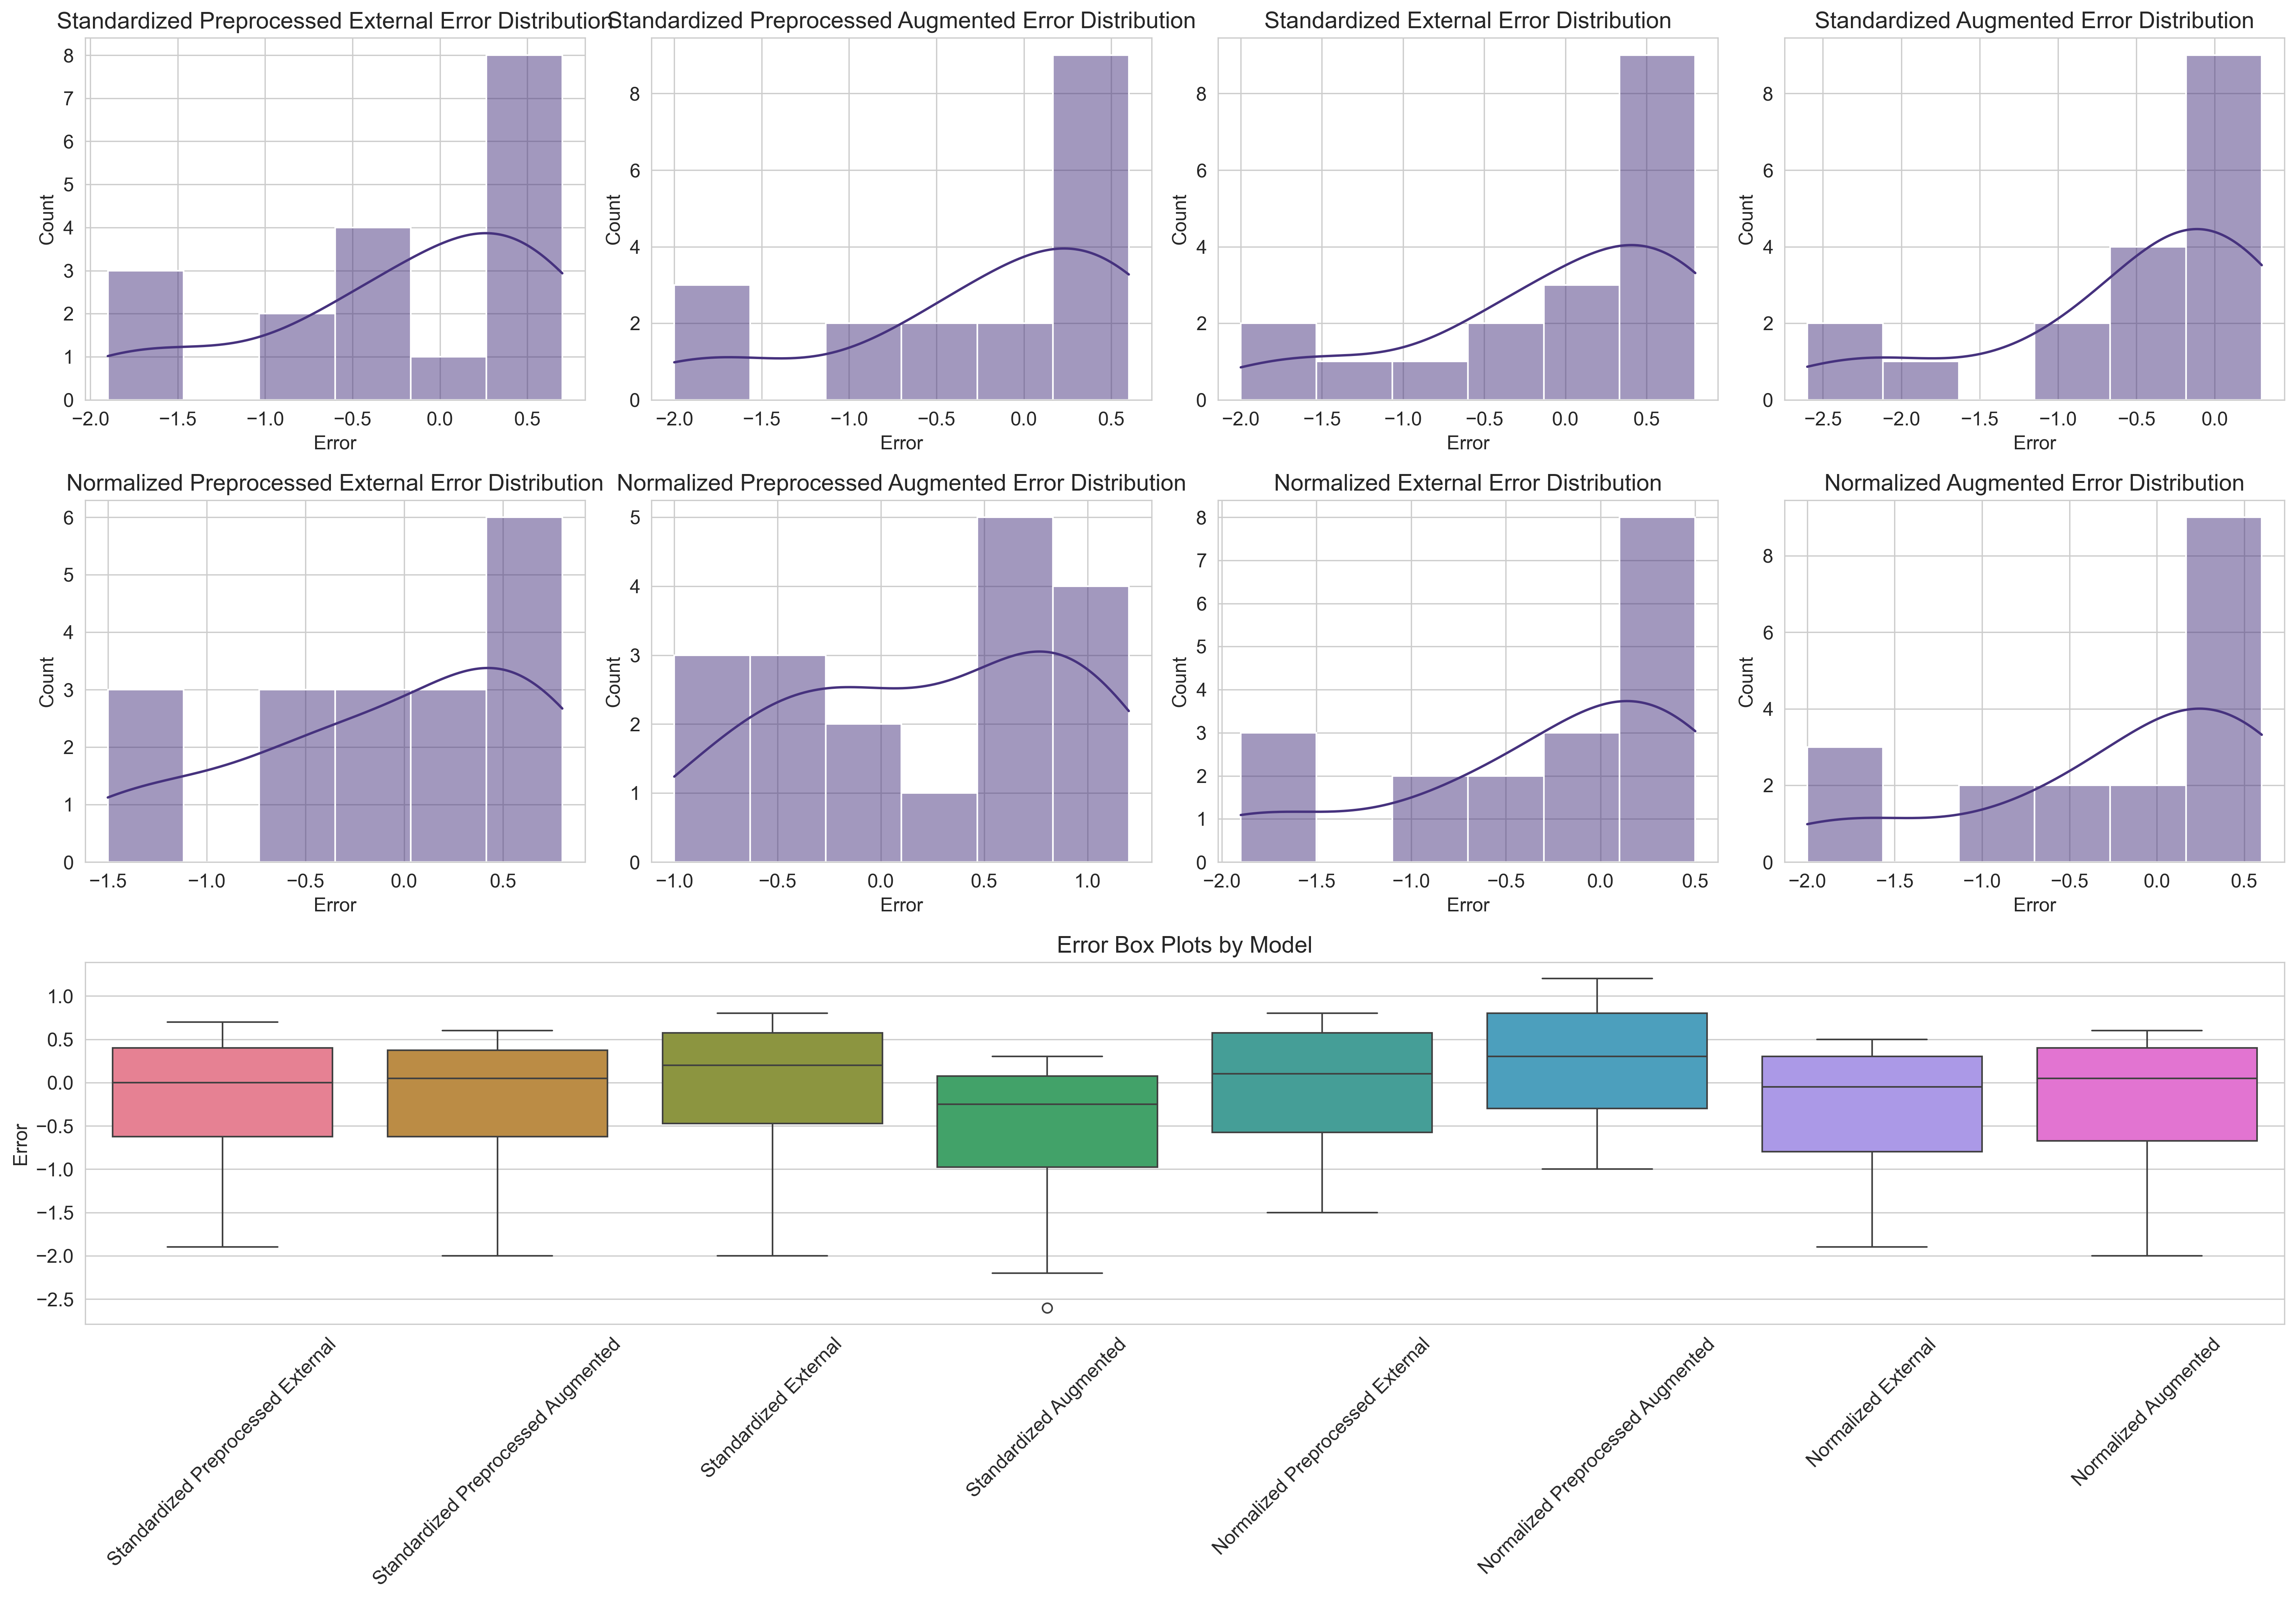 Standardized Preprocessed External Error Distribution
Standardized Preprocessed Augmented Error Distribution
Standardized External Error Distribution
Standardized Augmented Error Distribution
8
7
6
5
4
3
2
1
0
Count
−2.0 −1.5 −1.0 −0.5 0.0 0.5
Error
8
6
4
2
0
Count
−2.0 −1.5 −1.0 −0.5 0.0 0.5
Error
8
6
4
2
0
Count
−2.0 −1.5 −1.0 −0.5 0.0 0.5
Error
8
6
4
2
0
Count
−2.5 −2.0 −1.5 −1.0 −0.5 0.0
Error
Normalized Preprocessed External Error Distribution
Normalized Preprocessed Augmented Error Distribution
Normalized External Error Distribution
Normalized Augmented Error Distribution
6
5
4
3
2
1
0
Count
−1.5 −1.0 −0.5 0.0 0.5
Error
5
4
3
2
1
0
Count
−1.0 −0.5 0.0 0.5 1.0
Error
8
7
6
5
4
3
2
1
0
Count
−2.0 −1.5 −1.0 −0.5 0.0 0.5
Error
8
6
4
2
0
Count
−2.0 −1.5 −1.0 −0.5 0.0 0.5
Error
Error Box Plots by Model
1.0
0.5
0.0
−0.5
−1.0
−1.5
−2.0
−2.5
Error
Standardized Preprocessed External
Standardized Preprocessed Augmented
Standardized External
Standardized Augmented
Normalized Preprocessed External
Normalized Preprocessed Augmented
Normalized External
Normalized Augmented